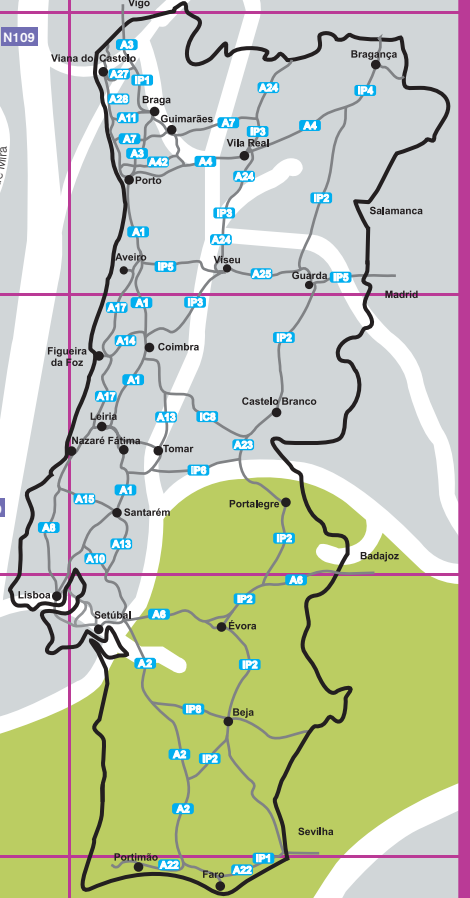 Vigo
N109
A3
Viana do Castelo
Bragança
A27
IP1
A24
IP4
A28
Braga
A11
Guimarães
A7
A4
A7
IP3
A3
A42
A4
Vila Real
A24
Porto
IP2
de Mira
IP3
Salamanca
A1
A24
Aveiro
IP5
Viseu
A25
Guarda
IP5
Madrid
A17
A1
IP3
A14
IP2
Figueira
da Foz
Coimbra
A1
A17
Castelo Branco
Leiria
A13
IC8
Nazaré
Fátima
Tomar
A23
IP6
A1
A15
Santarém
Portalegre
A8
A13
IP2
A10
Badajoz
A6
Lisboa
IP2
Setúbal
A6
Évora
A2
IP2
IP8
Beja
A2
IP2
A2
Sevilha
Portimão
A22
IP1
A22
Faro